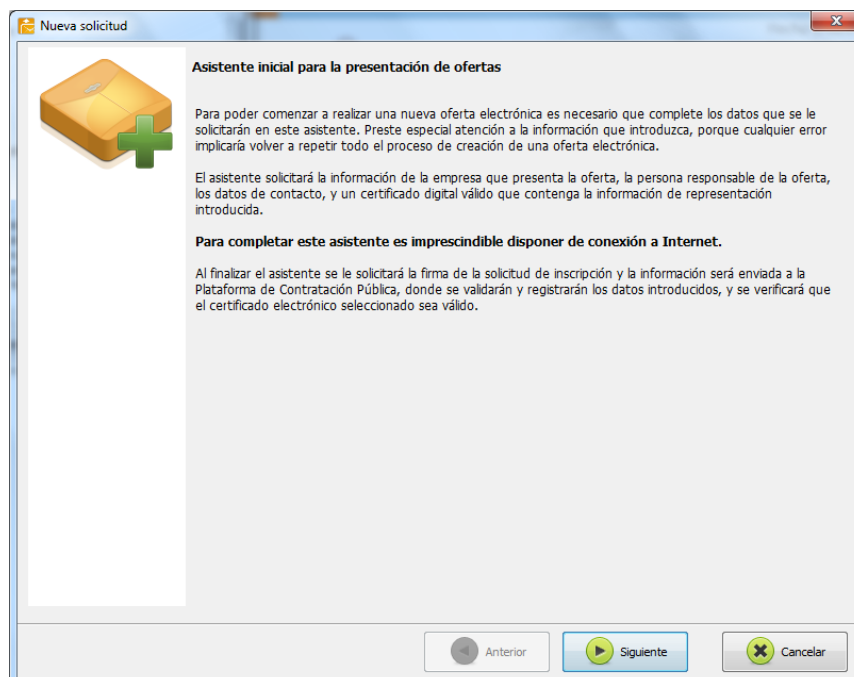 Nueva solicitud
Asistente inicial para la presentación de ofertas
Para poder comenzar a realizar una nueva oferta electrónica es necesario que complete los datos que se le
solicitarán en este asistente. Preste especial atención a la información que introduzca, porque cualquier error
implicaría volver a repetir todo el proceso de creación de una oferta electrónica.
El asistente solicitará la información de la empresa que presenta la oferta, la persona responsable de la oferta,
los datos de contacto, y un certificado digital válido que contenga la información de representación
introducida.
Para completar este asistente es imprescindible disponer de conexión a Internet.
Al finalizar el asistente se le solicitará la firma de la solicitud de inscripción y la información será enviada a la
Plataforma de Contratación Pública, donde se validarán y registrarán los datos introducidos, y se verificará que
el certificado electrónico seleccionado sea válido.
Anterior
Siguiente
Cancelar